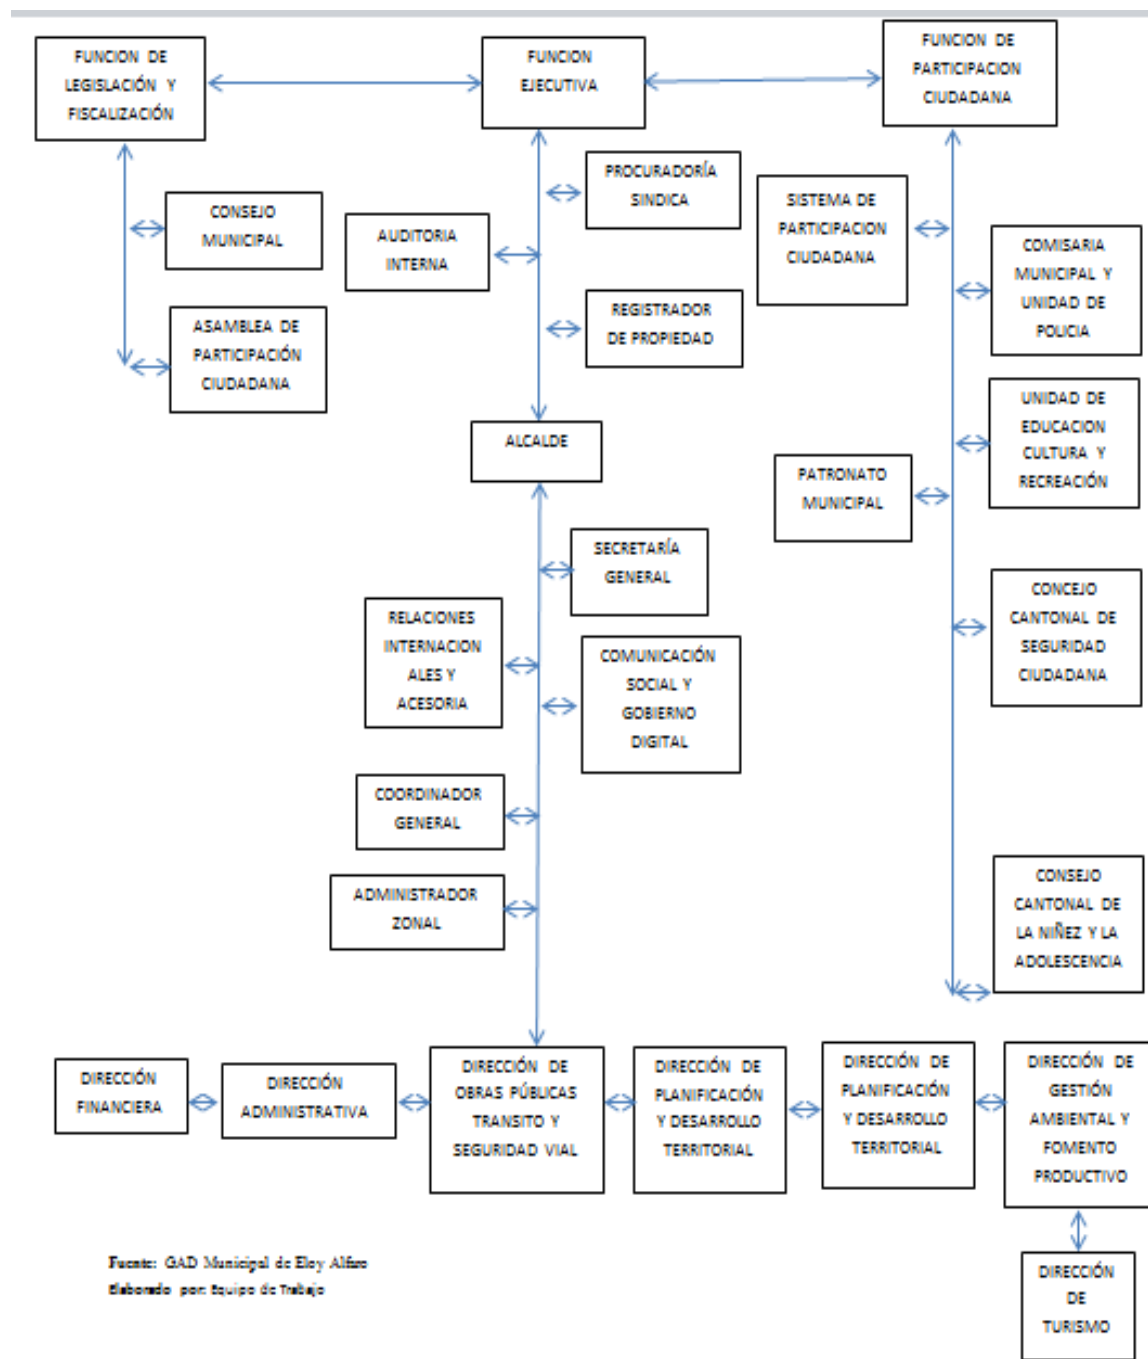 FUNCION DE
LEGISLACIÓN Y
FISCALIZACIÓN
FUNCION
EJECUTIVA
FUNCION DE
PARTICIPACION
CIUDADANA
CONSEJO
MUNICIPAL
ASAMBLEA DE
PARTICIPACIÓN
CIUDADANA
PROCURADORÍA
SINDICA
AUDITORIA
INTERNA
REGISTRADOR
DE PROPIEDAD
ALCALDE
SECRETARÍA
GENERAL
RELACIONES
INTERNACION
ALES Y
ACESORIA
COMUNICACIÓN
SOCIAL Y
GOBIERNO
DIGITAL
COORDINADOR
GENERAL
ADMINISTRADOR
ZONAL
SISTEMA DE
PARTICIPACION
CIUDADANA
COMISARIA
MUNICIPAL Y
UNIDAD DE
POLICIA
UNIDAD DE
EDUCACION
CULTURA Y
RECREACIÓN
PATRONATO
MUNICIPAL
CONCEJO
CANTONAL DE
SEGURIDAD
CIUDADANA
CONSEJO
CANTONAL DE
LA NIÑEZ Y LA
ADOLESCENCIA
DIRECCIÓN
FINANCIERA
DIRECCIÓN
ADMINISTRATIVA
DIRECCIÓN DE
OBRAS PÚBLICAS
TRANSITO Y
SEGURIDAD VIAL
DIRECCIÓN DE
PLANIFICACIÓN
Y DESARROLLO
TERRITORIAL
DIRECCIÓN DE
PLANIFICACIÓN
Y DESARROLLO
TERRITORIAL
DIRECCIÓN DE
GESTIÓN
AMBIENTAL Y
FOMENTO
PRODUCTIVO
DIRECCIÓN
DE
TURISMO
Fuente: GAD Municipal de Eloy Alfaro
Elaborado por: Equipo de Trabajo